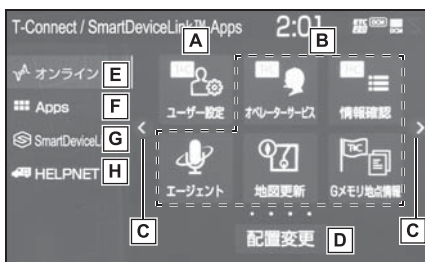 T-Connect / SmartDeviceLink™ Apps 2:01
A
B
オンライン E
Apps F
SmartDeviceL G
HELPNET H
ユーザー設定
オペレーターサービス
情報確認
エージェント
地図更新
Gメモリ地点情報
C
C
配置変更 D